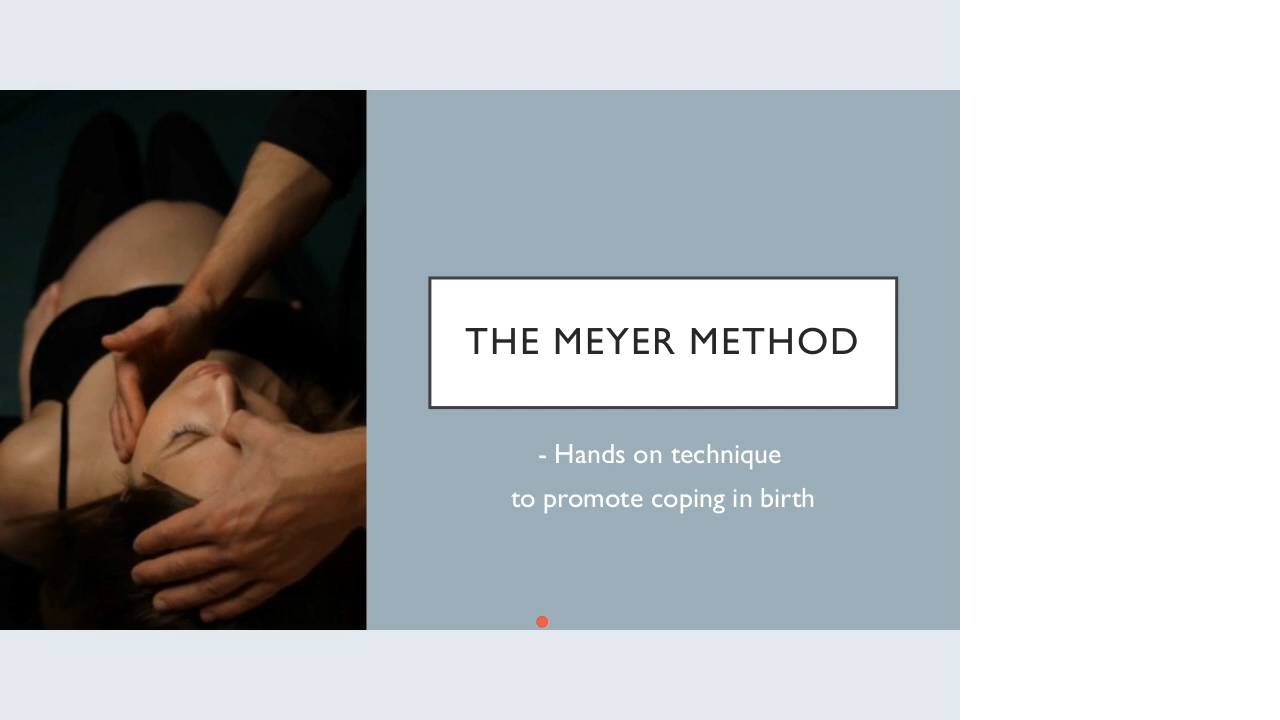 THE MEYER METHOD
- Hands on technique
to promote coping in birth